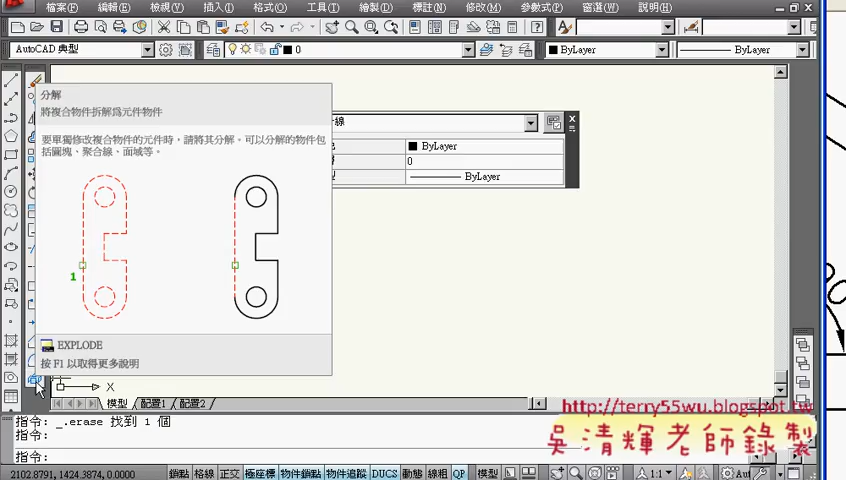 檔案(F) 編輯(E) 檢視(V) 插入(I) 格式(O) 工具(T) 繪製(D) 標註(N) 修改(M) 參數式(P) 視窗(W) 說明(H)
AutoCAD 典型 0 ByLayer ByLayer
分解
將複合物件拆解為元件物件
線
要單獨修改複合物件的元件時，請將其分解。可以分解的物件包
括圖塊、聚合線、面域等。
ByLayer
0
ByLayer
1
EXPLODE
按 F1 以取得更多說明
X
模型 配置1 配置2
http://terry55wu.blogspot.tw
指令: _.erase 找到 1 個
指令:
吳清輝老師錄製
指令:
2102.8791, 1424.3874, 0.0000 鎖點 格線 正交 極座標 物件鎖點 物件追蹤 DUCS 動態 線粗 QP 模型 1:1